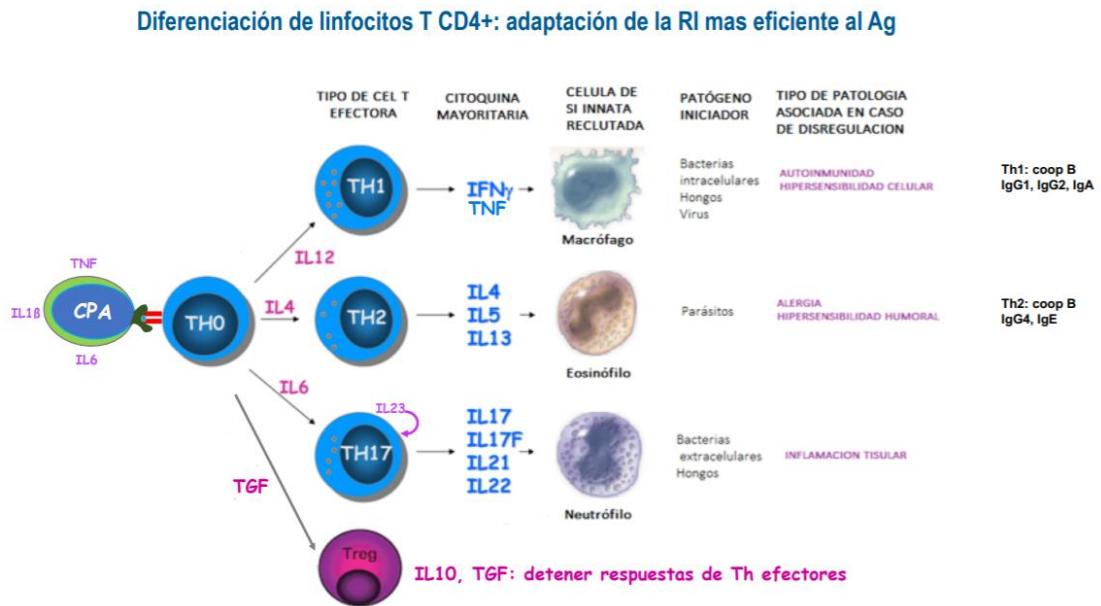 Diferenciación de linfocitos T CD4+: adaptación de la RI mas eficiente al Ag
TIPO DE CEL T
EFECTORA
CITOQUINA
MAYORITARIA
CELULA DE
SI INNATA
RECLUTADA
PATÓGENO
INICIADOR
TIPO DE PATOLOGIA
ASOCIADA EN CASO
DE DISREGULACION
TH1
IFNγ
TNF
Macrófago
Bacterias
intracelulares
Hongos
Virus
AUTOINMUNIDAD
HIPERSENSIBILIDAD CELULAR
Th1: coop B
IgG1, IgG2, IgA
IL12
TNF
IL1ß
CPA
IL6
TH0
IL4
TH2
IL4
IL5
IL13
Eosinófilo
Parásitos
ALERGIA
HIPERSENSIBILIDAD HUMORAL
Th2: coop B
IgG4, IgE
IL6
IL23
TH17
IL17
IL17F
IL21
IL22
Neutrófilo
Bacterias
extracelulares
Hongos
INFLAMACION TISULAR
TGF
Treg
IL10, TGF: detener respuestas de Th efectores